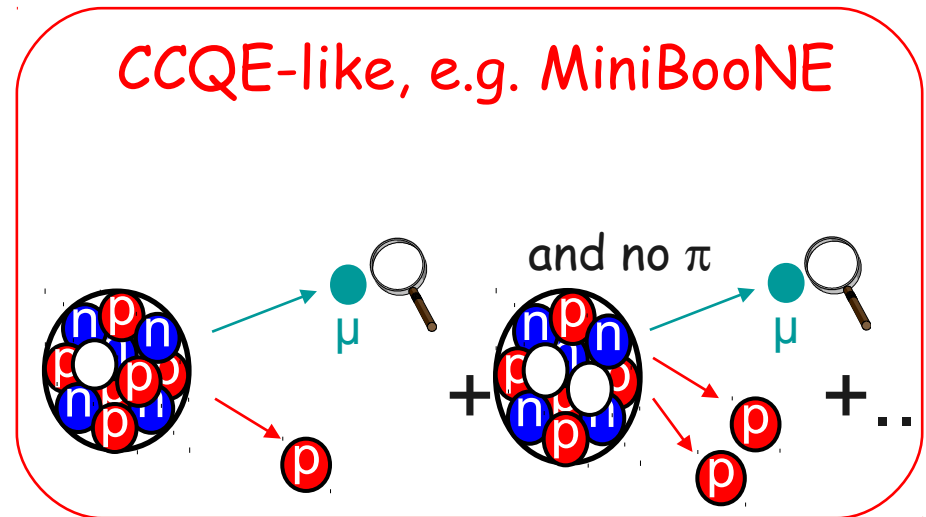 CCQE-like, e.g. MiniBooNE
and no π
μ
μ
n p n
p n p p
n p n
p
+
n p n
p n p
n p n
p
p
+ ..